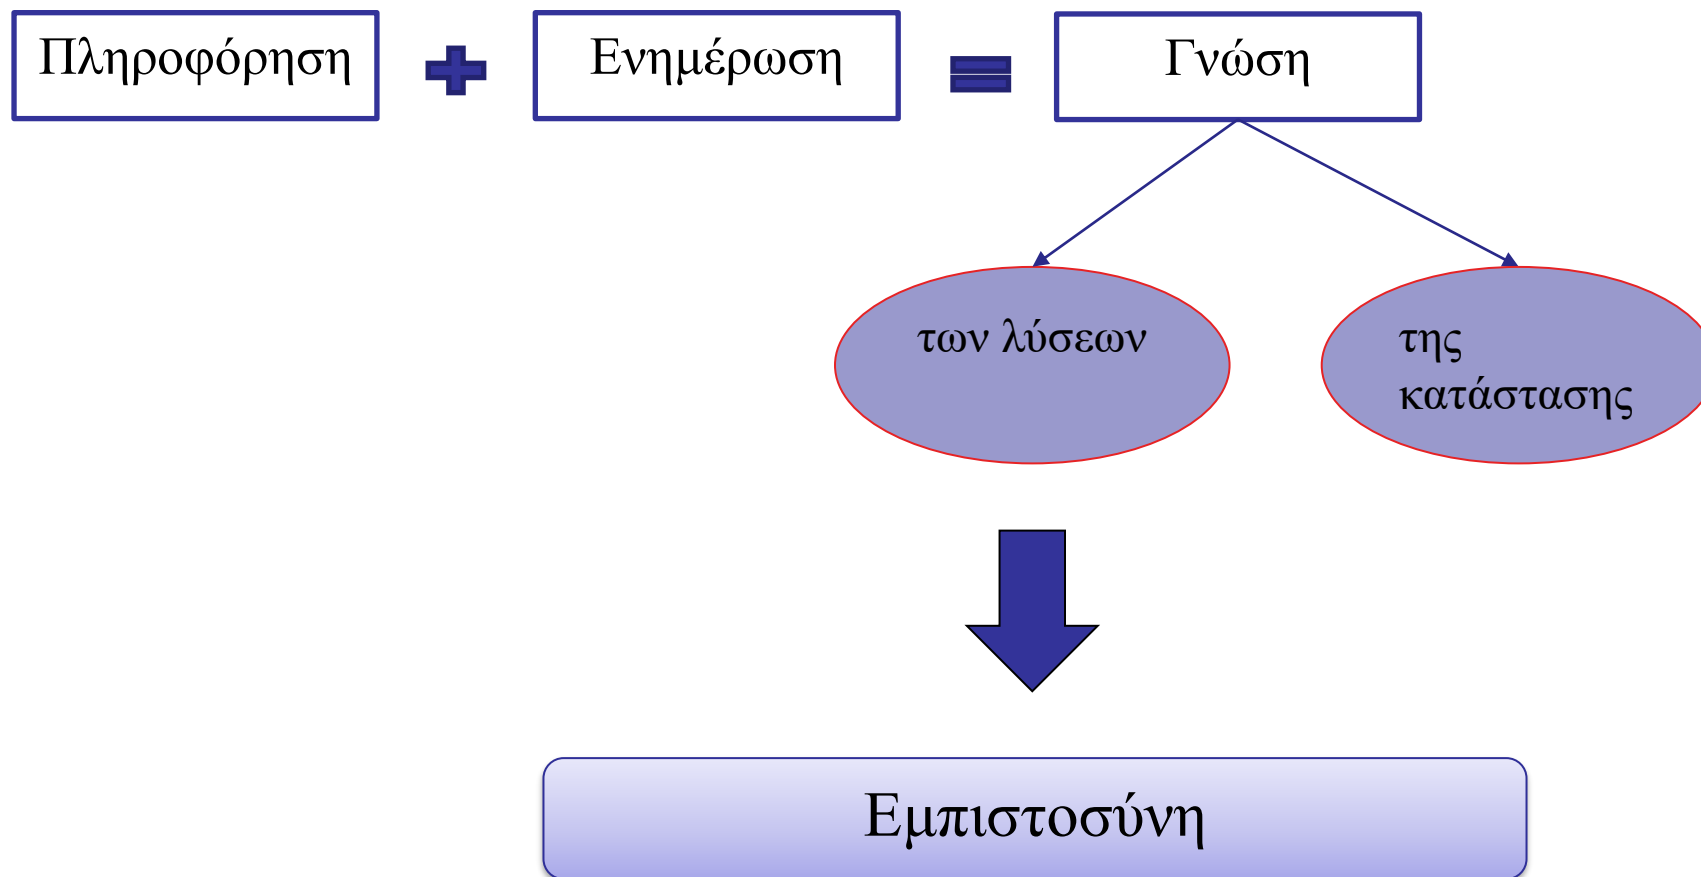 Πληροφόρηση
Ενημέρωση
Γνώση
των λύσεων
της
κατάστασης
Εμπιστοσύνη